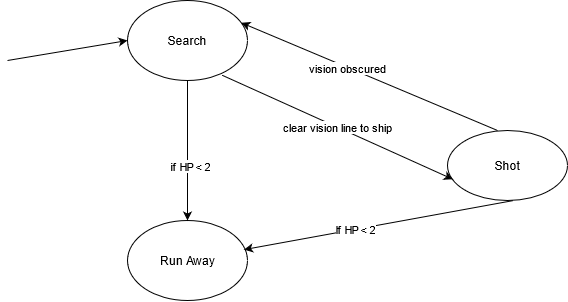 Search
vision obscured
clear vision line to ship
if HP < 2
Shot
If HP < 2
Run Away